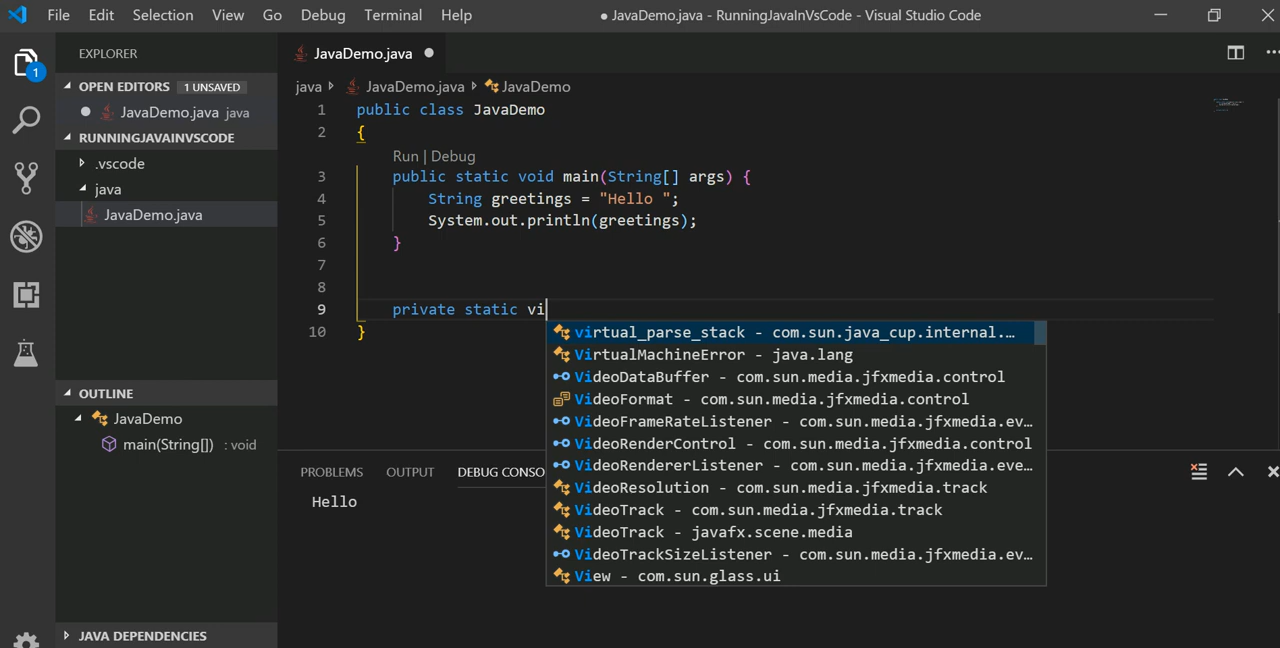 File Edit Selection View Go Debug Terminal Help ● JavaDemo.java - RunningJavaInVsCode - Visual Studio Code
1
EXPLORER
OPEN EDITORS 1 UNSAVED
JavaDemo.java java
RUNNINGJAVAINVSCODE
.vscode
java
JavaDemo.java
OUTLINE
JavaDemo
main(String[]) : void
JAVA DEPENDENCIES
JavaDemo.java
java JavaDemo.java JavaDemo
1 public class JavaDemo
2 {
Run | Debug
3 public static void main(String[] args) {
4 String greetings = "Hello ";
5 System.out.println(greetings);
6 }
7
8
9 private static vi
10 }
virtual_parse_stack - com.sun.java_cup.internal.…
VirtualMachineError - java.lang
VideoDataBuffer - com.sun.media.jfxmedia.control
VideoFormat - com.sun.media.jfxmedia.control
VideoFrameRateListener - com.sun.media.jfxmedia.ev…
VideoRenderControl - com.sun.media.jfxmedia.control
VideoRendererListener - com.sun.media.jfxmedia.eve…
VideoResolution - com.sun.media.jfxmedia.track
VideoTrack - com.sun.media.jfxmedia.track
VideoTrack - javafx.scene.media
VideoTrackSizeListener - com.sun.media.jfxmedia.ev…
View - com.sun.glass.ui
PROBLEMS OUTPUT DEBUG CONSO
Hello